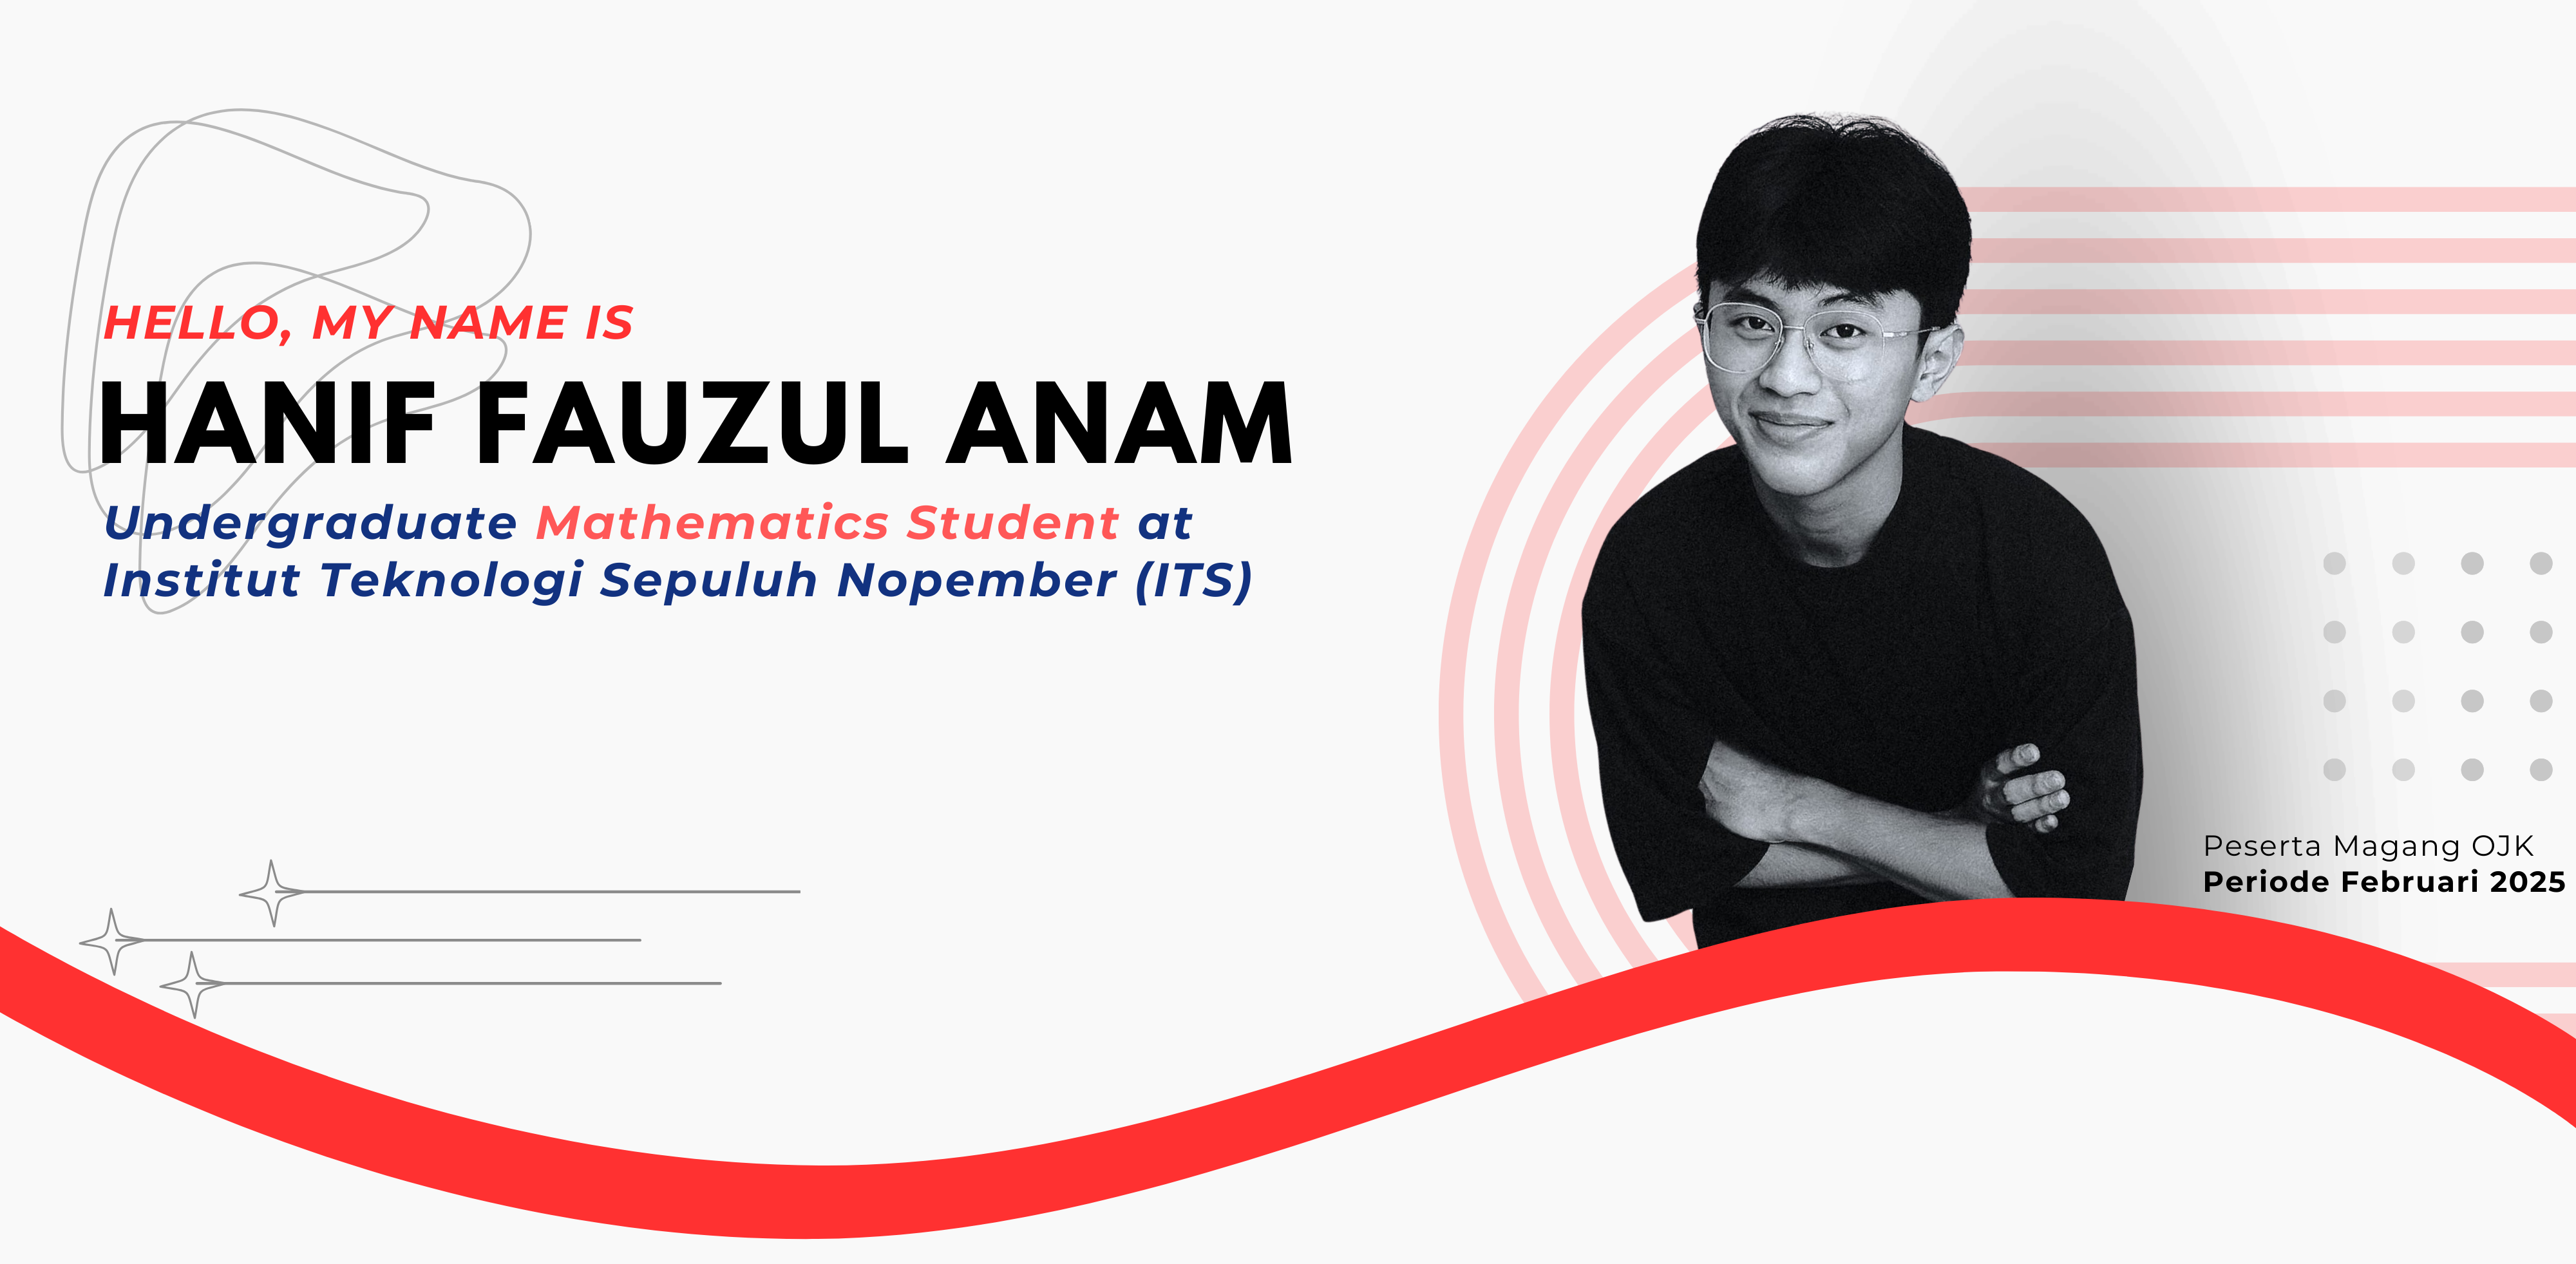 HELLO, MY NAME IS
HANIF FAUZUL ANAM
Undergraduate Mathematics Student at
Institut Teknologi Sepuluh Nopember (ITS)
Peserta Magang OJK
Periode Februari 2025